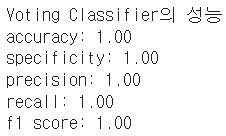 Voting Classifier의 성능
accuracy: 1.00
specificity: 1.00
precision: 1.00
recall: 1.00
f1 score: 1.00